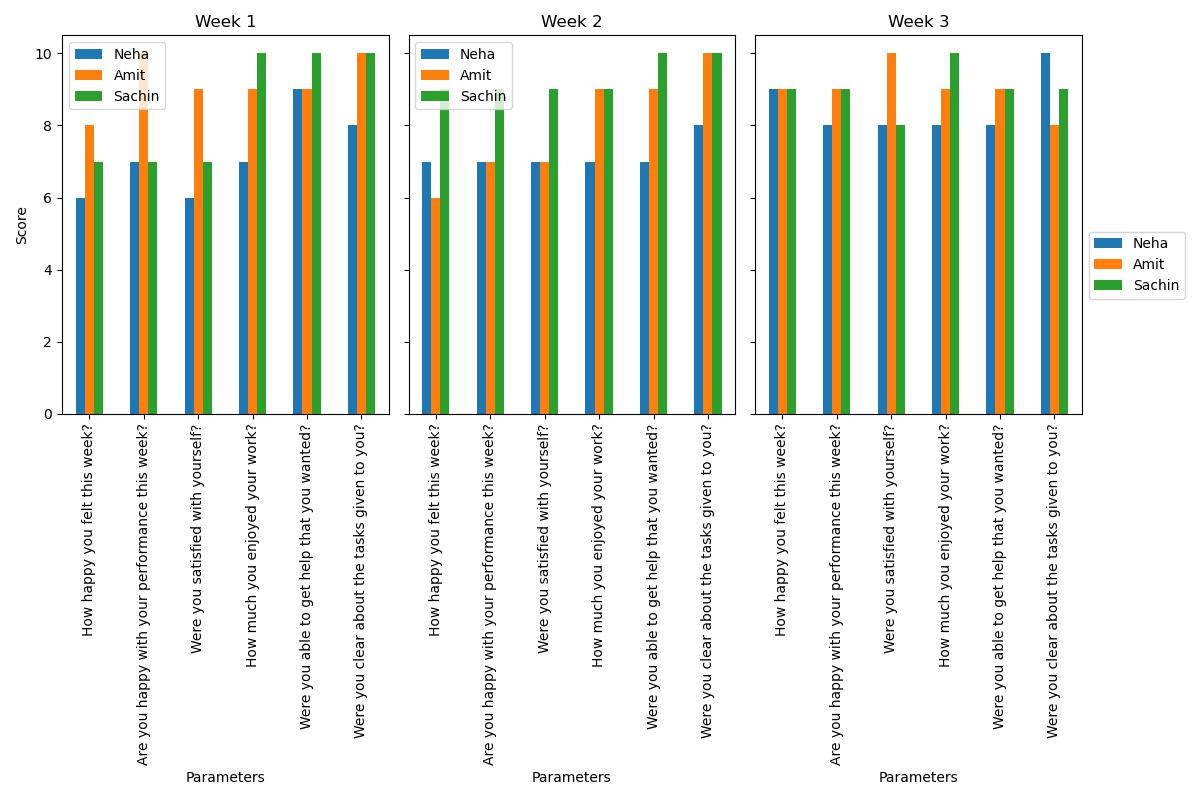 Week 1
Week 2
Week 3
Neha
Amit
Sachin
Neha
Amit
Sachin
Neha
Amit
Sachin
Score
10
8
6
4
2
0
How happy you felt this week?
Are you happy with your performance this week?
Were you satisfied with yourself?
How much you enjoyed your work?
Were you able to get help that you wanted?
Were you clear about the tasks given to you?
How happy you felt this week?
Are you happy with your performance this week?
Were you satisfied with yourself?
How much you enjoyed your work?
Were you able to get help that you wanted?
Were you clear about the tasks given to you?
How happy you felt this week?
Are you happy with your performance this week?
Were you satisfied with yourself?
How much you enjoyed your work?
Were you able to get help that you wanted?
Were you clear about the tasks given to you?
Parameters
Parameters
Parameters